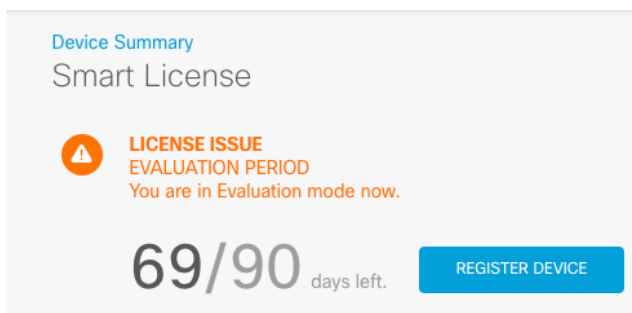 Device Summary
Smart License
LICENSE ISSUE
EVALUATION PERIOD
You are in Evaluation mode now.
69/90 days left.
REGISTER DEVICE